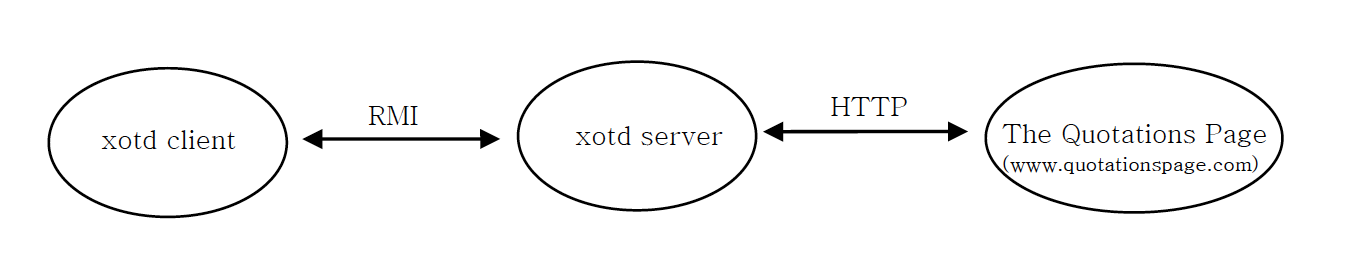 xotd client
RMI
xotd server
HTTP
The Quotations Page
(www.quotationspage.com)